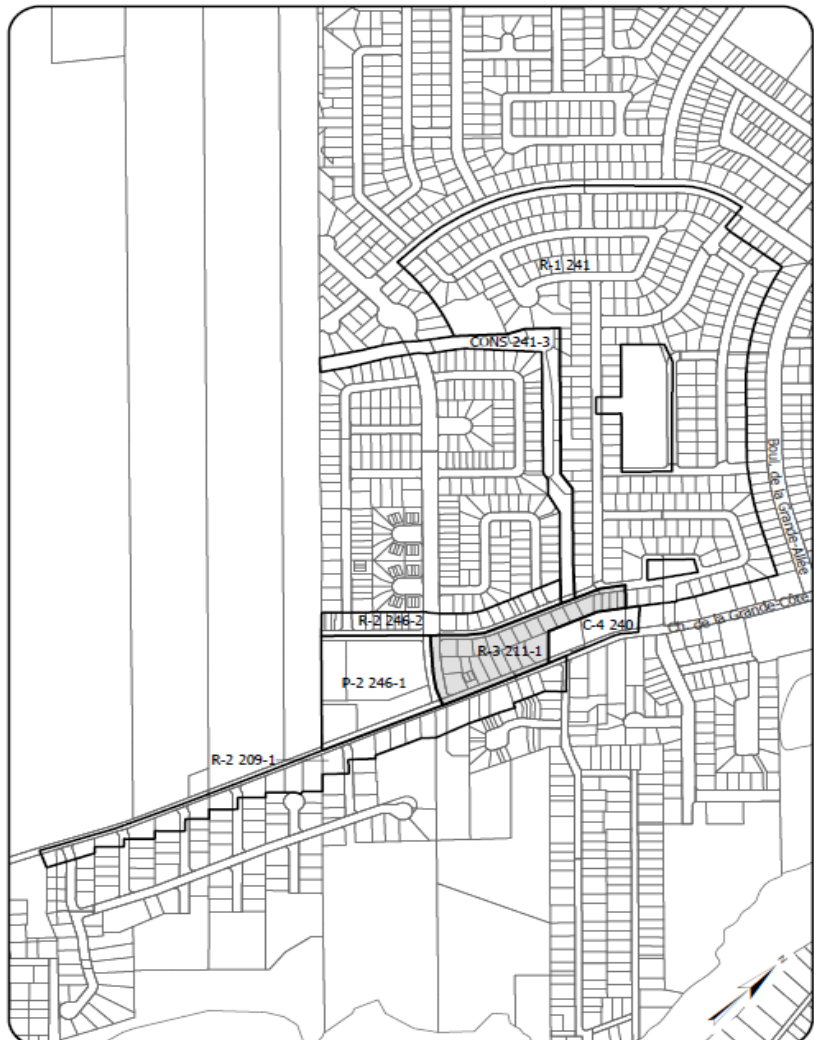 R-1 241
CONS 241-3
Boul. de la Grande-Allée
R-2 246-2
C-4 240
Ch. de la Grande-Côte
R-3 211-1
P-2 246-1
R-2 209-1
N